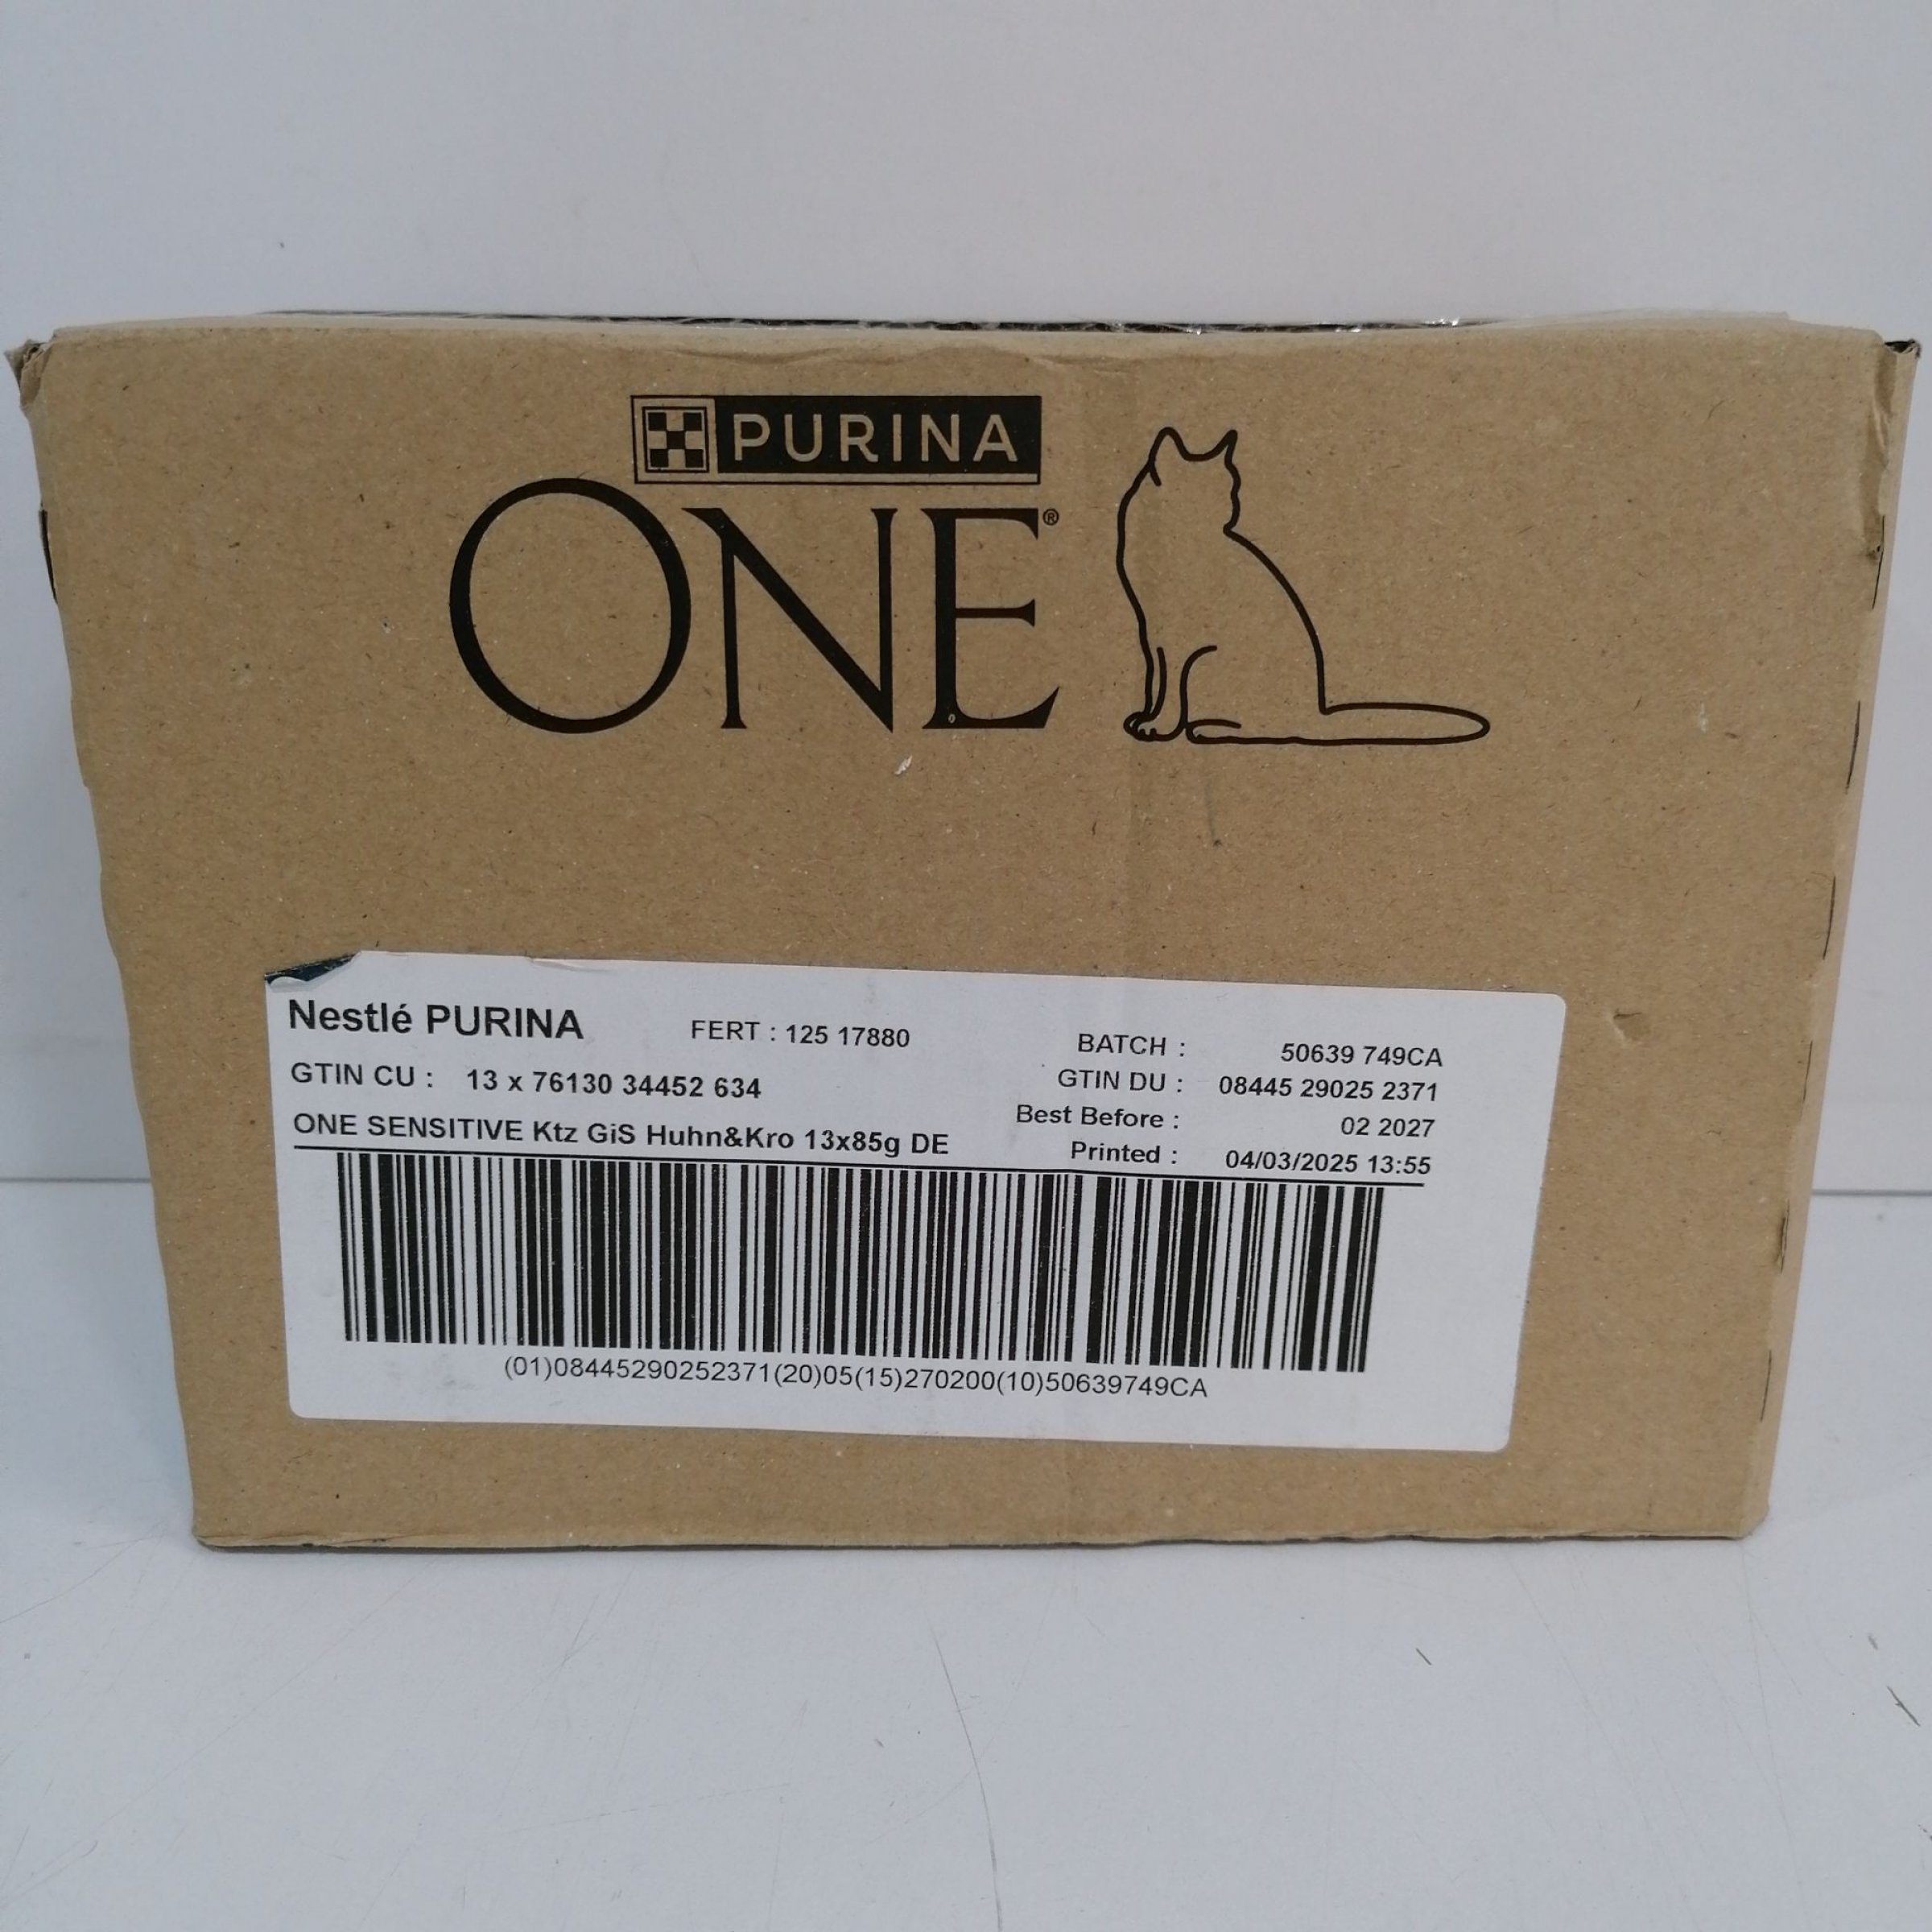 PURINA
ONE®
Nestlé PURINA FERT : 125 17880 BATCH : 50639 749CA
GTIN CU : 13 x 76130 34452 634 GTIN DU : 08445 29025 2371
ONE SENSITIVE Ktz GiS Huhn&Kro 13x85g DE Best Before : 02 2027
Printed : 04/03/2025 13:55
(01)08445290252371(20)05(15)270200(10)50639749CA